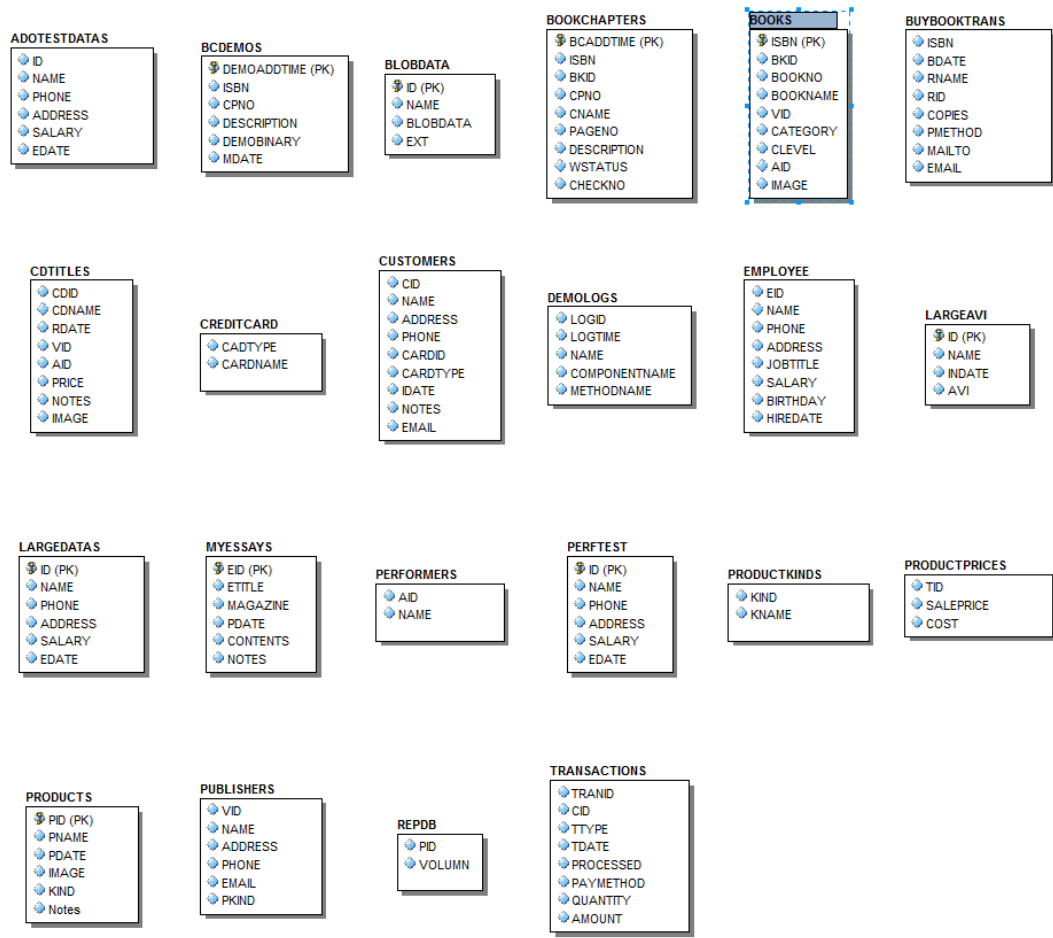 ADOTESTDATAS
ID
NAME
PHONE
ADDRESS
SALARY
EDATE
BCDEMOS
DEMOADDTIME (PK)
ISBN
CPNO
DESCRIPTION
DEMOBINARY
MDATE
BLOBDATA
ID (PK)
NAME
BLOBDATA
EXT
BOOKCHAPTERS
BCADDTIME (PK)
ISBN
BKID
CPNO
CNAME
PAGENO
DESCRIPTION
WSTATUS
CHECKNO
BOOKS
ISBN (PK)
BKID
BOOKNO
BOOKNAME
VID
CATEGORY
CLEVEL
AID
IMAGE
BUYBOOKTRANS
ISBN
BDATE
RNAME
RID
COPIES
PMETHOD
MAILTO
EMAIL
CDTITLES
CDID
CDNAME
RDATE
VID
AID
PRICE
NOTES
IMAGE
CREDITCARD
CADTYPE
CARDNAME
CUSTOMERS
CID
NAME
ADDRESS
PHONE
CARDID
CARDTYPE
IDATE
NOTES
EMAIL
DEMOLOGS
LOGID
LOGTIME
NAME
COMPONENTNAME
METHODNAME
EMPLOYEE
EID
NAME
PHONE
ADDRESS
JOBTITLE
SALARY
BIRTHDAY
HIREDATE
LARGEAVI
ID (PK)
NAME
INDATE
AVI
LARGEDATAS
ID (PK)
NAME
PHONE
ADDRESS
SALARY
EDATE
MYESSAYS
EID (PK)
ETITLE
MAGAZINE
PDATE
CONTENTS
NOTES
PERFORMERS
AID
NAME
PERFTEST
ID (PK)
NAME
PHONE
ADDRESS
SALARY
EDATE
PRODUCTKINDS
KIND
KNAME
PRODUCTPRICES
TID
SALEPRICE
COST
PRODUCTS
PID (PK)
PNAME
PDATE
IMAGE
KIND
Notes
PUBLISHERS
VID
NAME
ADDRESS
PHONE
EMAIL
PKIND
REPDB
PID
VOLUMN
TRANSACTIONS
TRANID
CID
TTYPE
TDATE
PROCESSED
PAYMETHOD
QUANTITY
AMOUNT